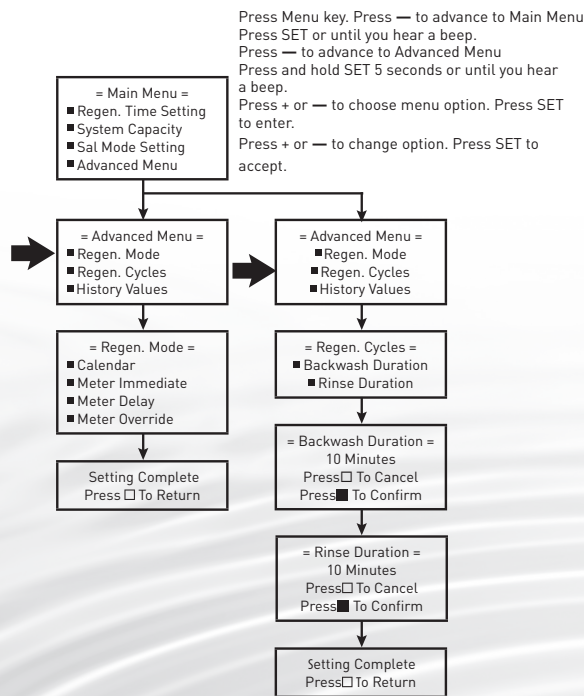 Press Menu key. Press — to advance to Main Menu
Press SET or until you hear a beep.
Press — to advance to Advanced Menu
Press and hold SET 5 seconds or until you hear
a beep.
Press + or — to choose menu option. Press SET
to enter.
Press + or — to change option. Press SET to
accept.
= Main Menu =
■ Regen. Time Setting
■ System Capacity
■ Sal Mode Setting
■ Advanced Menu
= Advanced Menu =
■ Regen. Mode
■ Regen. Cycles
■ History Values
= Regen. Mode =
■ Calendar
■ Meter Immediate
■ Meter Delay
■ Meter Override
Setting Complete
Press □ To Return
= Advanced Menu =
■ Regen. Mode
■ Regen. Cycles
■ History Values
= Regen. Cycles =
■ Backwash Duration
■ Rinse Duration
= Backwash Duration =
10 Minutes
Press□ To Cancel
Press■ To Confirm
= Rinse Duration =
10 Minutes
Press□ To Cancel
Press■ To Confirm
Setting Complete
Press□ To Return